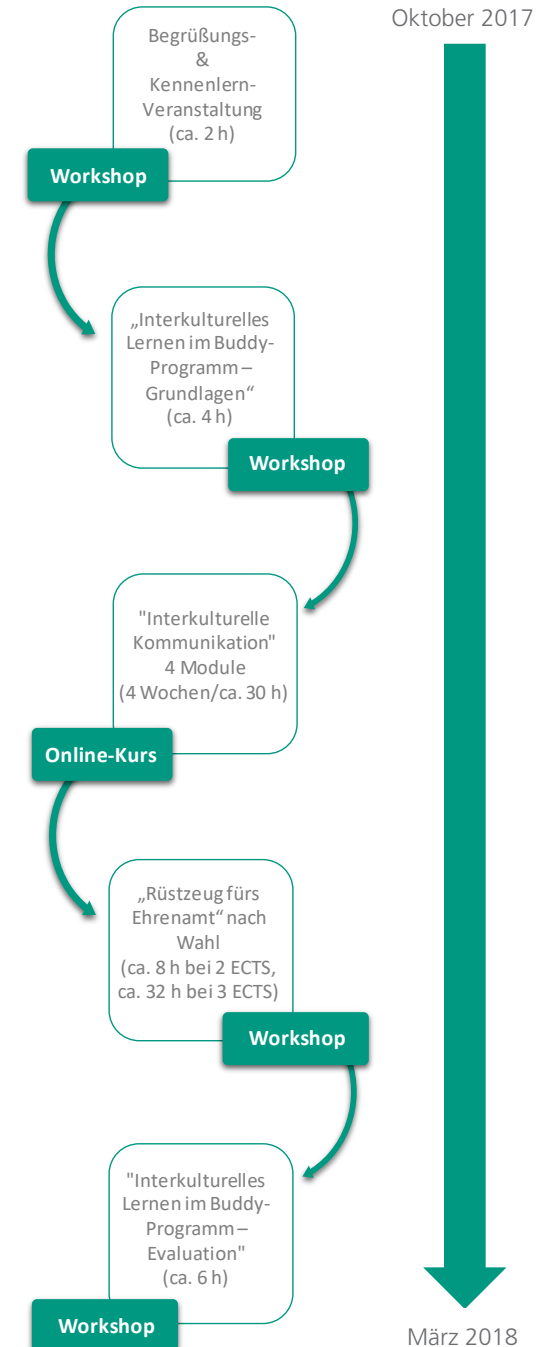 Oktober 2017
Begrüßungs-
&
Kennenlern-
Veranstaltung
(ca. 2 h)
Workshop
„Interkulturelles
Lernen im Buddy-
Programm –
Grundlagen“
(ca. 4 h)
Workshop
"Interkulturelle
Kommunikation"
4 Module
(4 Wochen/ca. 30 h)
Online-Kurs
„Rüstzeug fürs
Ehrenamt“ nach
Wahl
(ca. 8 h bei 2 ECTS,
ca. 32 h bei 3 ECTS)
Workshop
"Interkulturelles
Lernen im Buddy-
Programm –
Evaluation"
(ca. 6 h)
Workshop
März 2018